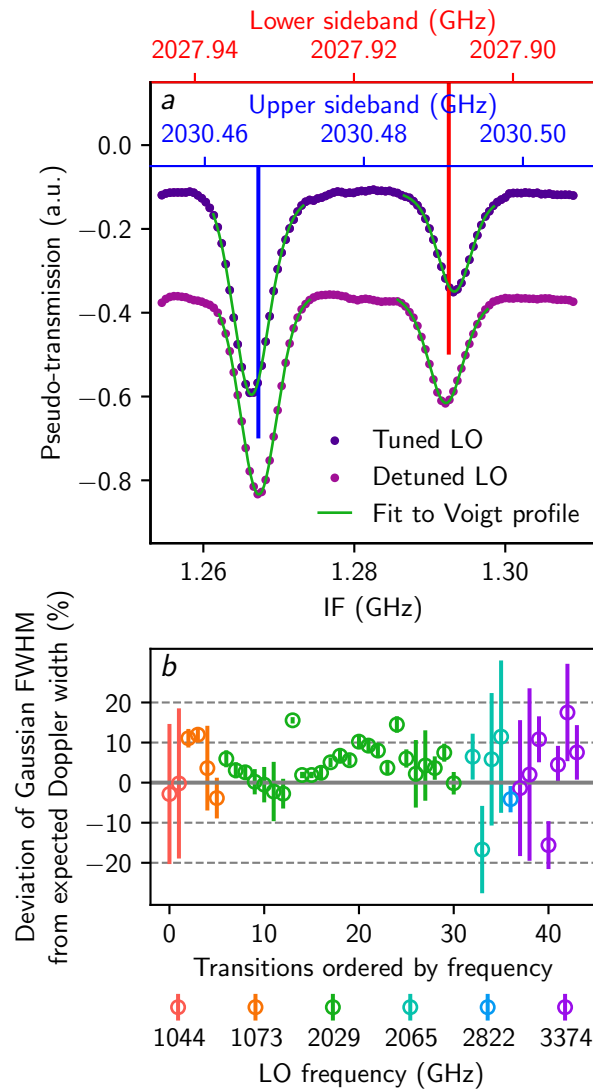 Lower sideband (GHz)
2027.94 2027.92 2027.90
a
Upper sideband (GHz)
2030.46 2030.48 2030.50
Pseudo-transmission (a.u.)
0.0
−0.2
−0.4
−0.6
−0.8
Tuned LO
Detuned LO
Fit to Voigt profile
1.26 1.28 1.30
IF (GHz)
b
Deviation of Gaussian FWHM
from expected Doppler width (%)
20
10
0
−10
−20
0 10 20 30 40
Transitions ordered by frequency
1044 1073 2029 2065 2822 3374
LO frequency (GHz)